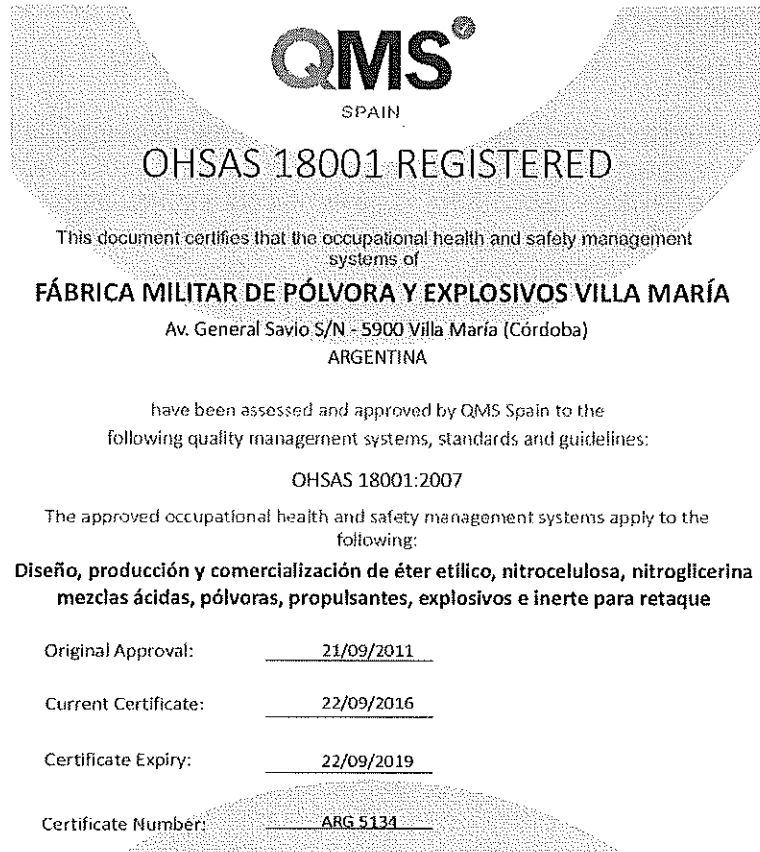 QMS
SPAIN
OHSAS 18001 REGISTERED
This document certifies that the occupational health and safety management
systems of
FÁBRICA MILITAR DE PÓLVORA Y EXPLOSIVOS VILLA MARÍA
Av. General Savio S/N - 5900 Villa María (Córdoba)
ARGENTINA
have been assessed and approved by QMS Spain to the
following quality management systems, standards and guidelines:
OHSAS 18001:2007
The approved occupational health and safety management systems apply to the
following:
Diseño, producción y comercialización de éter etílico, nitrocelulosa, nitroglicerina
mezclas ácidas, pólvoras, propulsantes, explosivos e inerte para retaque
Original Approval: 21/09/2011
Current Certificate: 22/09/2016
Certificate Expiry: 22/09/2019
Certificate Number: ARG 5134